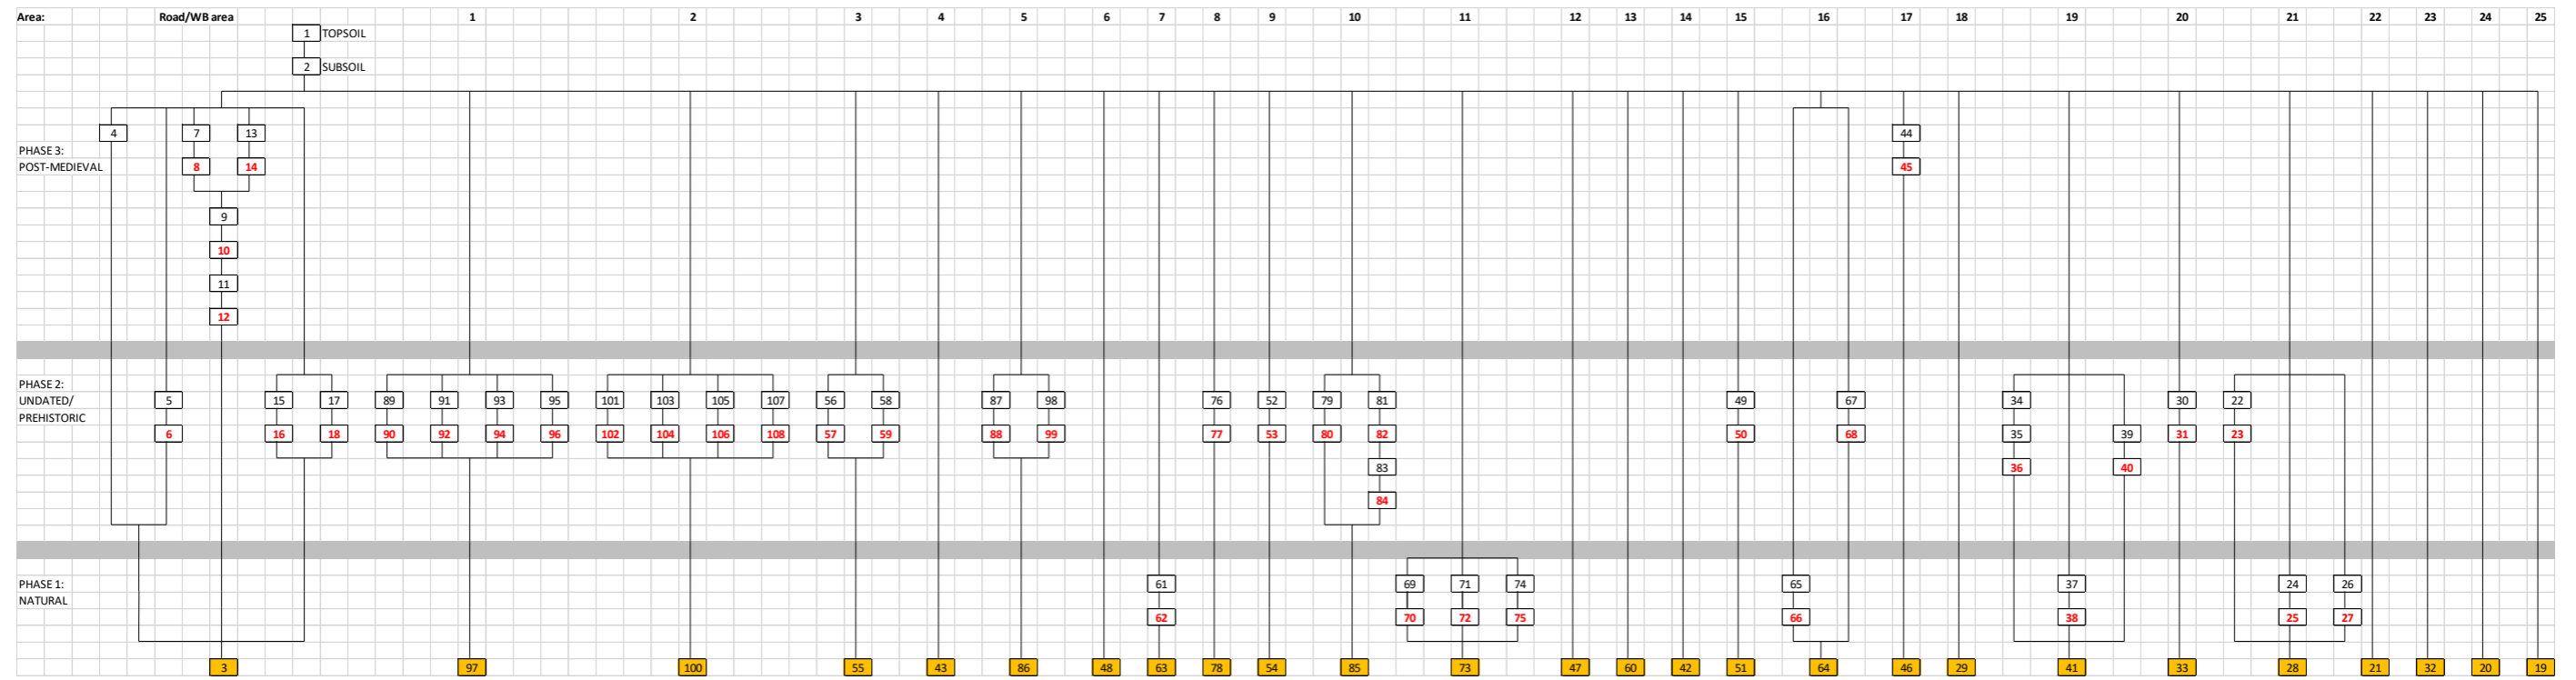 Area: Road/WB area 1 2 3 4 5 6 7 8 9 10 11 12 13 14 15 16 17 18 19 20 21 22 23 24 25
1 TOPSOIL
2 SUBSOIL
4 7 13 44
PHASE 3:
POST-MEDIEVAL 8 14 45
9
10
11
12
PHASE 2:
UNDATED/ 5 15 17 89 91 93 95 101 103 105 107 56 58 87 98 76 52 79 81 49 67 34 30 22
PREHISTORIC
6 16 18 90 92 94 96 102 104 106 108 57 59 88 99 77 53 80 82 50 68 35 39 31 23
83 36 40
84
PHASE 1: 61 69 71 74 65 37 24 26
NATURAL
62 70 72 75 66 38 25 27
3 97 100 55 43 86 48 63 78 54 85 73 47 60 42 51 64 46 29 41 33 28 21 32 20 19